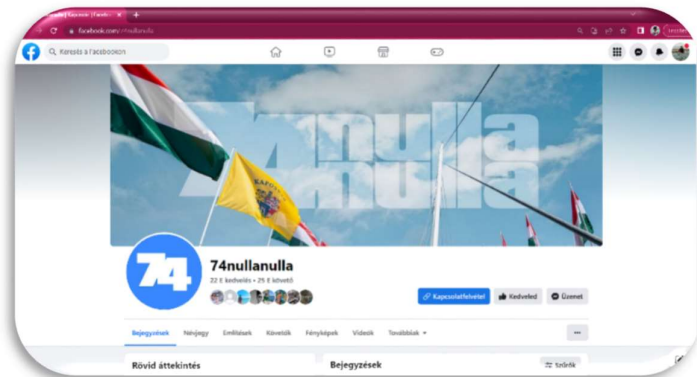 facebook.com/74nullanulla
Keresés a Facebookon
74nulla
nulla
KAPOSVÁR
74
74nullanulla
22 E kedvelés • 25 E követő
Kapcsolatfelvétel
Kedveled
Üzenet
Bejegyzések
Névjegy
Említések
Követők
Fényképek
Videók
Továbbiak
Rövid áttekintés
Bejegyzések
Szűrők